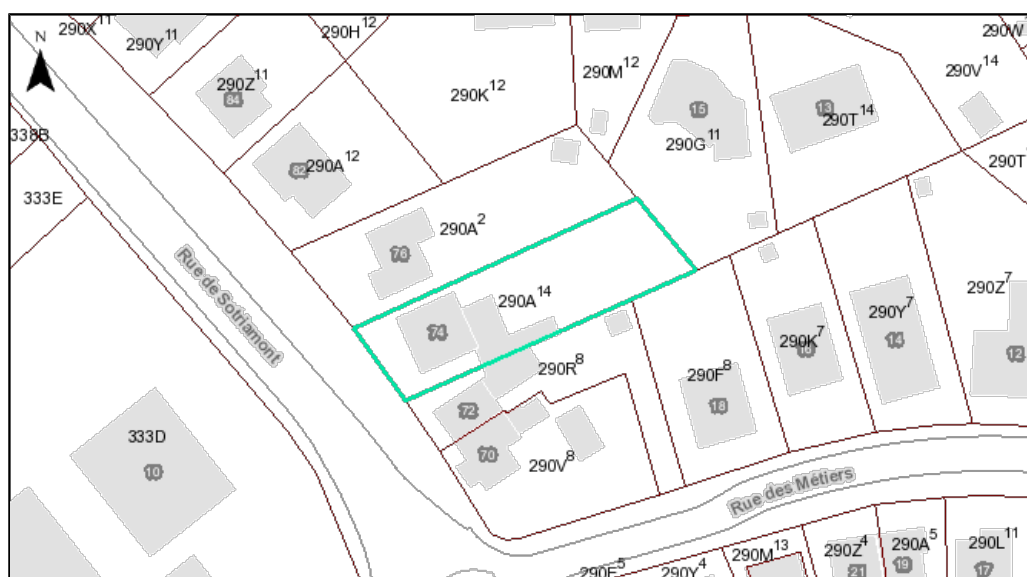 290X¹¹
290Y¹¹
290H¹²
290W
N
290Z¹¹
84
290K¹²
290M¹²
290V¹⁴
15
13
290T¹⁴
338B
290G¹¹
290T
82
290A¹²
333E
290A²
76
Rue de Sotriamont
290A¹⁴
74
290Z⁷
290Y⁷
14
290K⁷
12
290R⁸
290F⁸
18
72
70
290V⁸
333D
10
Rue des Métiers
290Z⁴
21
290A⁵
19
290L¹¹
17
290M¹³
290Y⁴
290E⁵